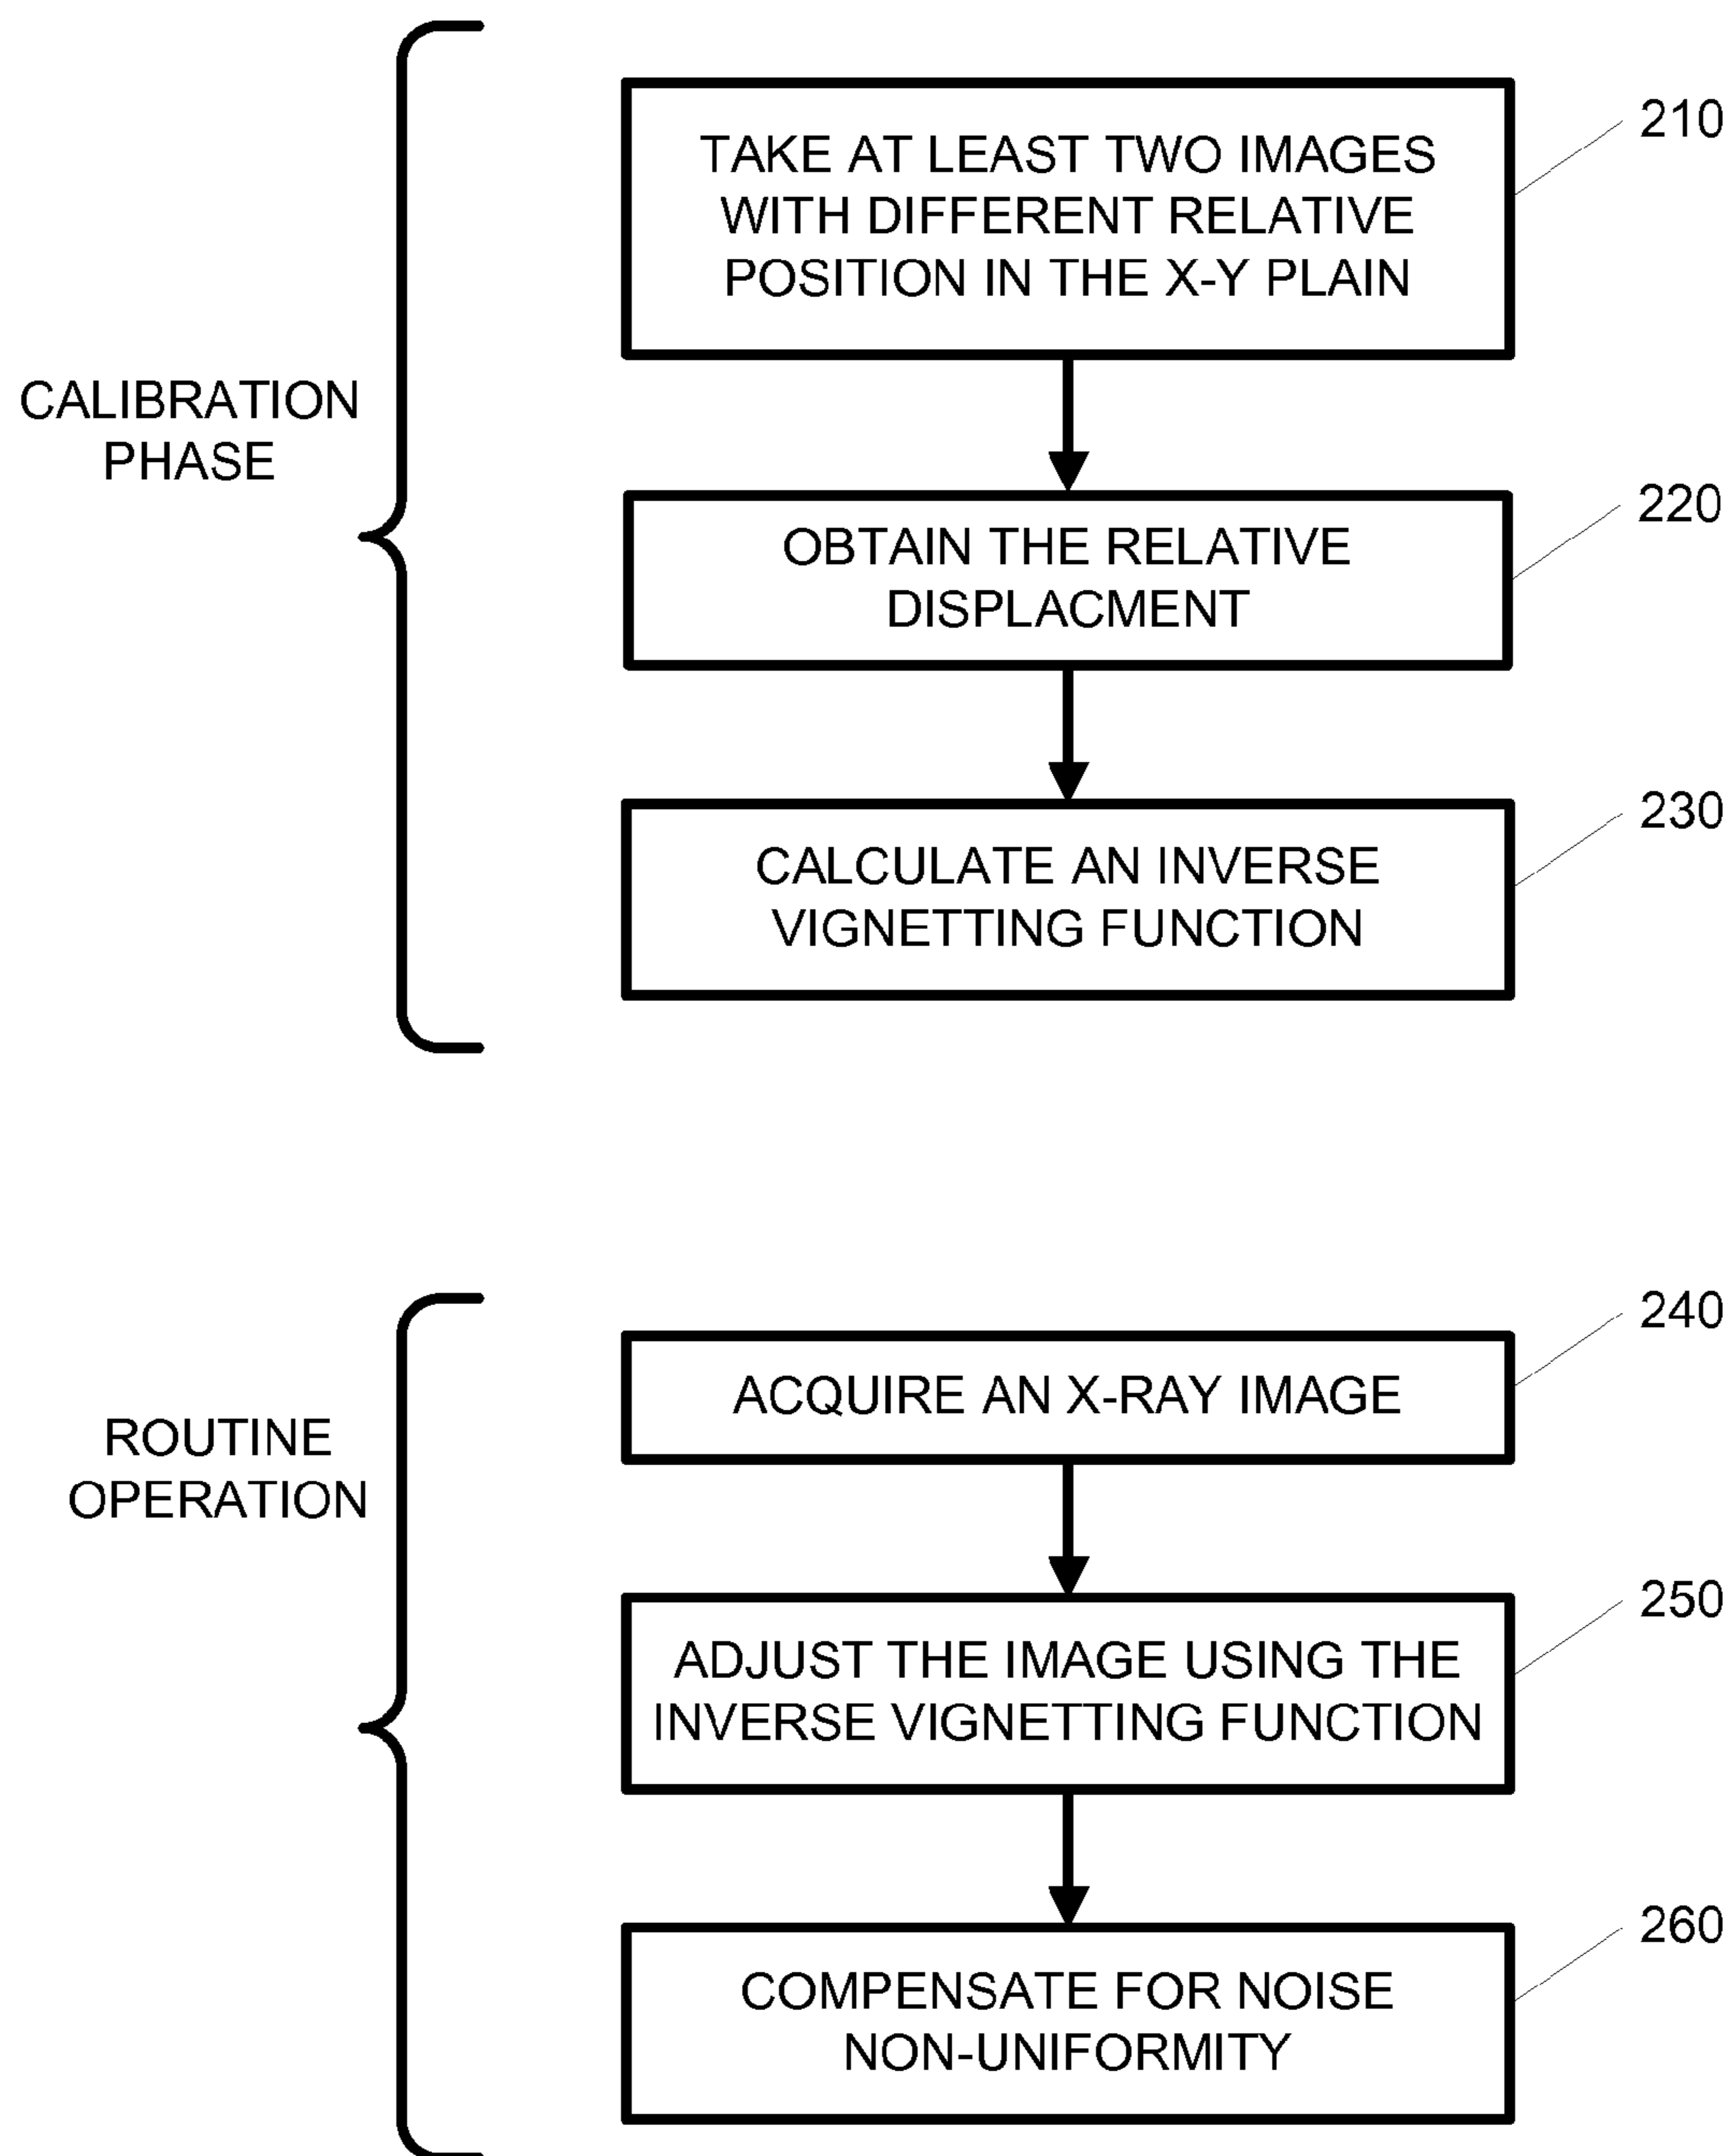 TAKE AT LEAST TWO IMAGES
WITH DIFFERENT RELATIVE
POSITION IN THE X-Y PLAIN
210
CALIBRATION
PHASE
OBTAIN THE RELATIVE
DISPLACMENT
220
CALCULATE AN INVERSE
VIGNETTING FUNCTION
230
ACQUIRE AN X-RAY IMAGE
240
ROUTINE
OPERATION
ADJUST THE IMAGE USING THE
INVERSE VIGNETTING FUNCTION
250
COMPENSATE FOR NOISE
NON-UNIFORMITY
260